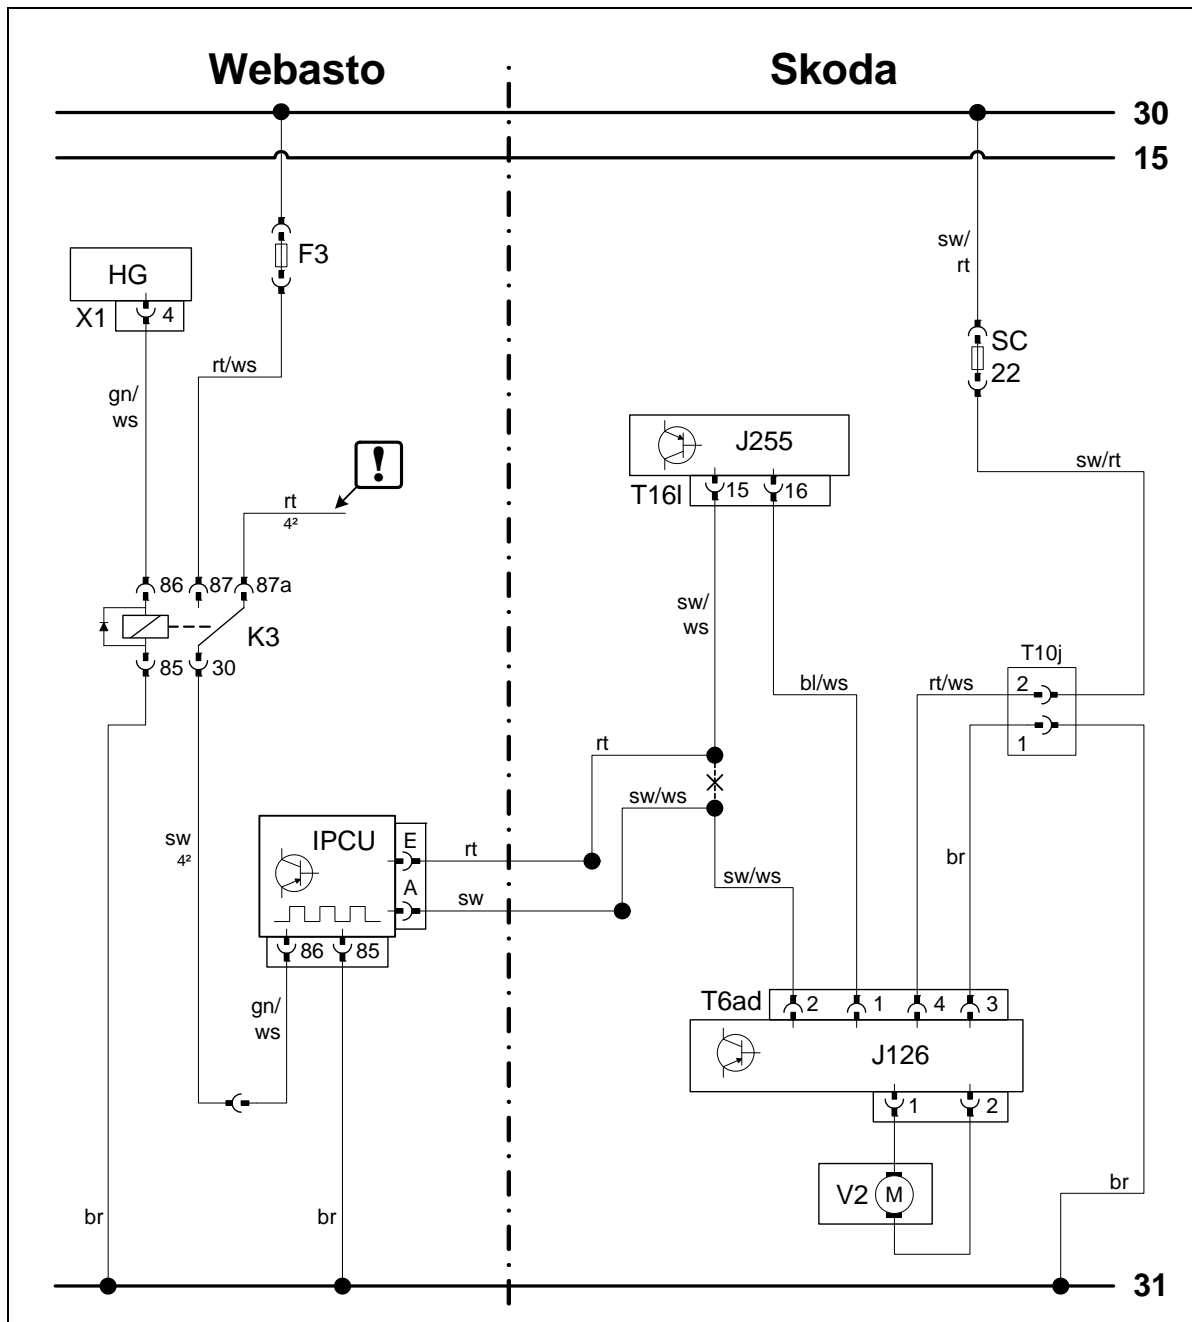 Webasto
Skoda
30
15
F3
HG
X1
4
sw/
rt
SC
22
rt/ws
gn/
ws
!
rt
4²
J255
T16l
15
16
sw/rt
86
87
87a
K3
85
30
sw/
ws
bl/ws
rt/ws
T10j
2
1
rt
sw/ws
sw
4²
IPCU
E
A
rt
sw
br
sw/ws
86
85
gn/
ws
T6ad
2
1
4
3
J126
1
2
V2
M
br
br
br
31